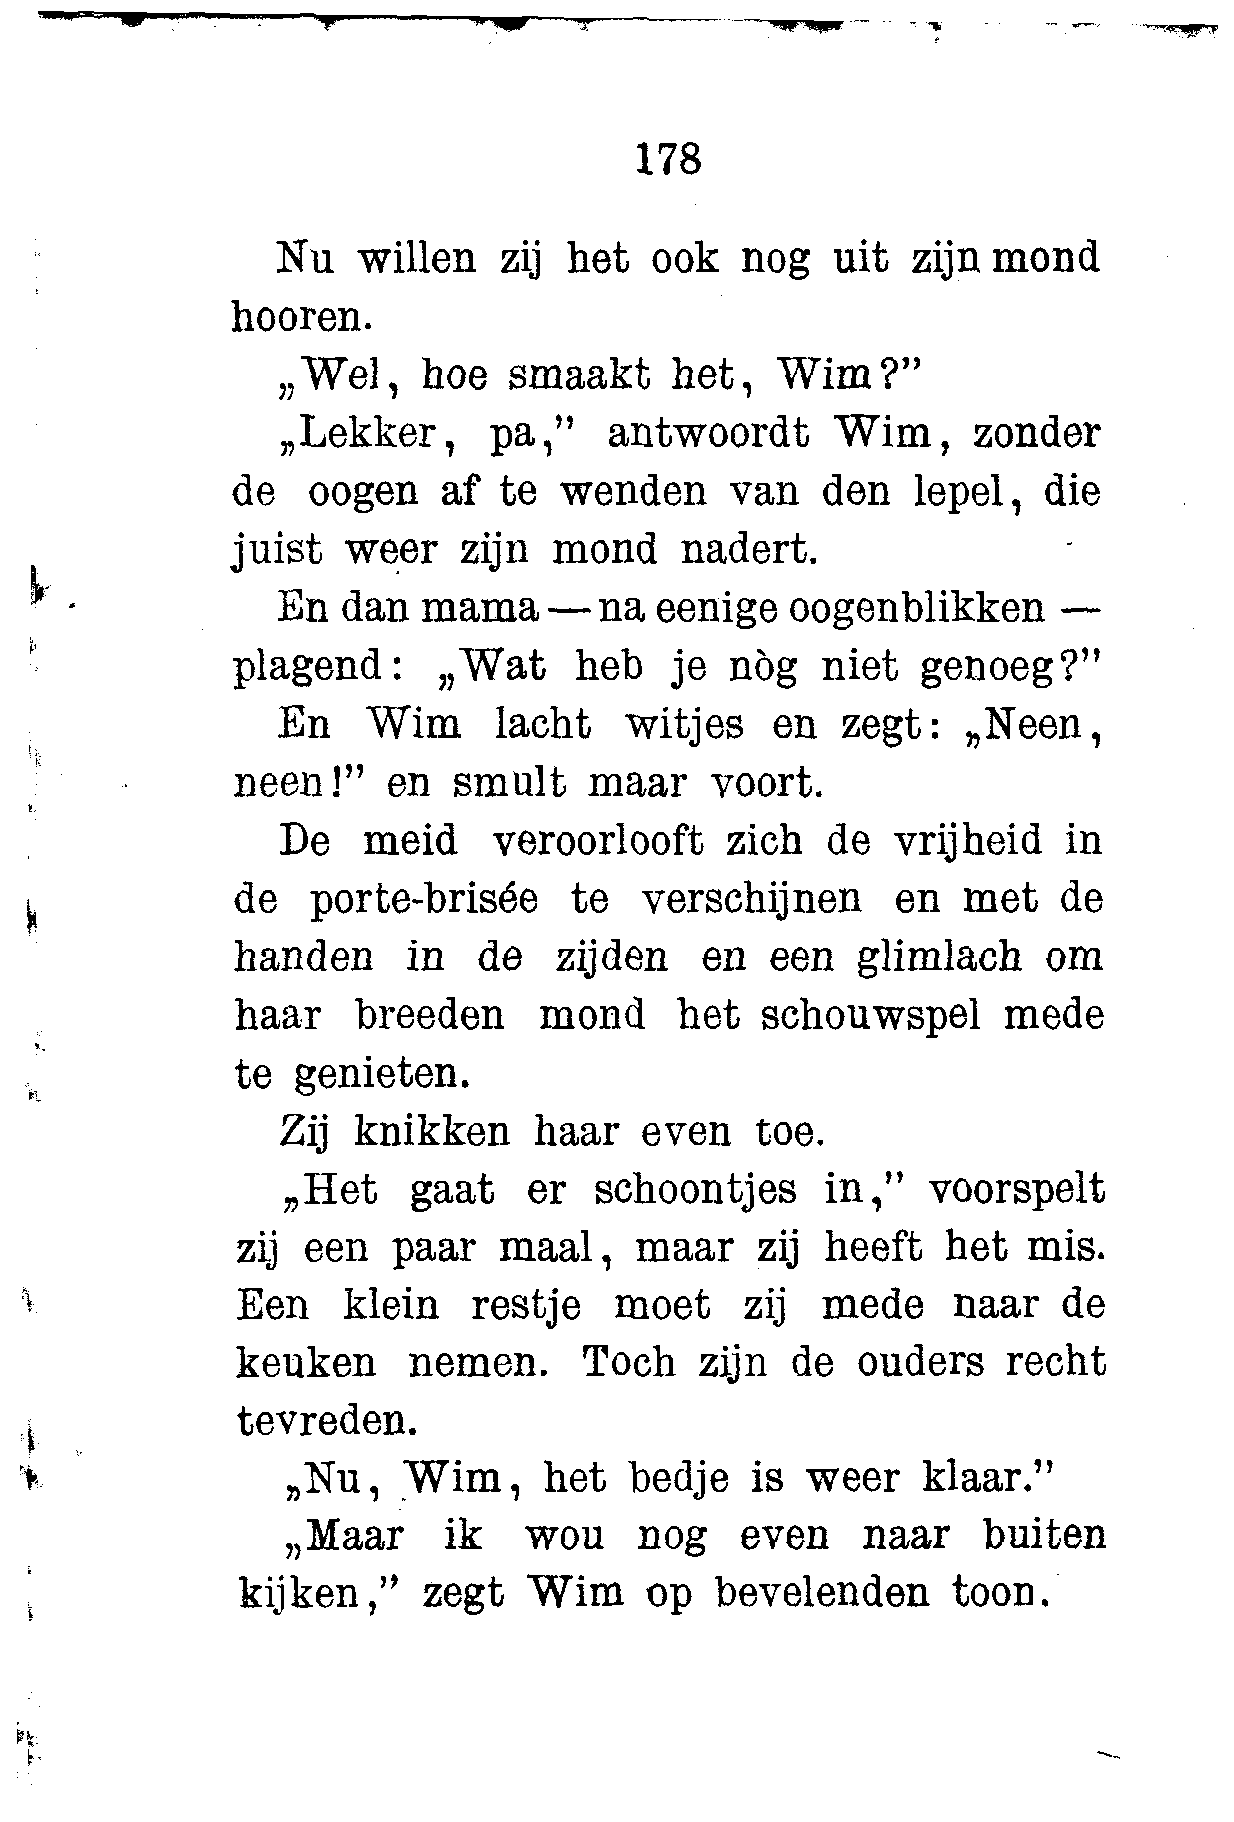 178
Nu willen zij het ook nog uit zijn mond
hooren.
„Wel, hoe smaakt het, Wim?”
„Lekker, pa,” antwoordt Wim, zonder
de oogen af te wenden van den lepel, die
juist weer zijn mond nadert.
En dan mama — na eenige oogenblikken —
plagend: „Wat heb je nòg niet genoeg?”
En Wim lacht witjes en zegt: „Neen,
neen!” en smult maar voort.
De meid veroorlooft zich de vrijheid in
de porte-brisée te verschijnen en met de
handen in de zijden en een glimlach om
haar breeden mond het schouwspel mede
te genieten.
Zij knikken haar even toe.
„Het gaat er schoontjes in,” voorspelt
zij een paar maal, maar zij heeft het mis.
Een klein restje moet zij mede naar de
keuken nemen. Toch zijn de ouders recht
tevreden.
„Nu, Wim, het bedje is weer klaar.”
„Maar ik wou nog even naar buiten
kijken,” zegt Wim op bevelenden toon.